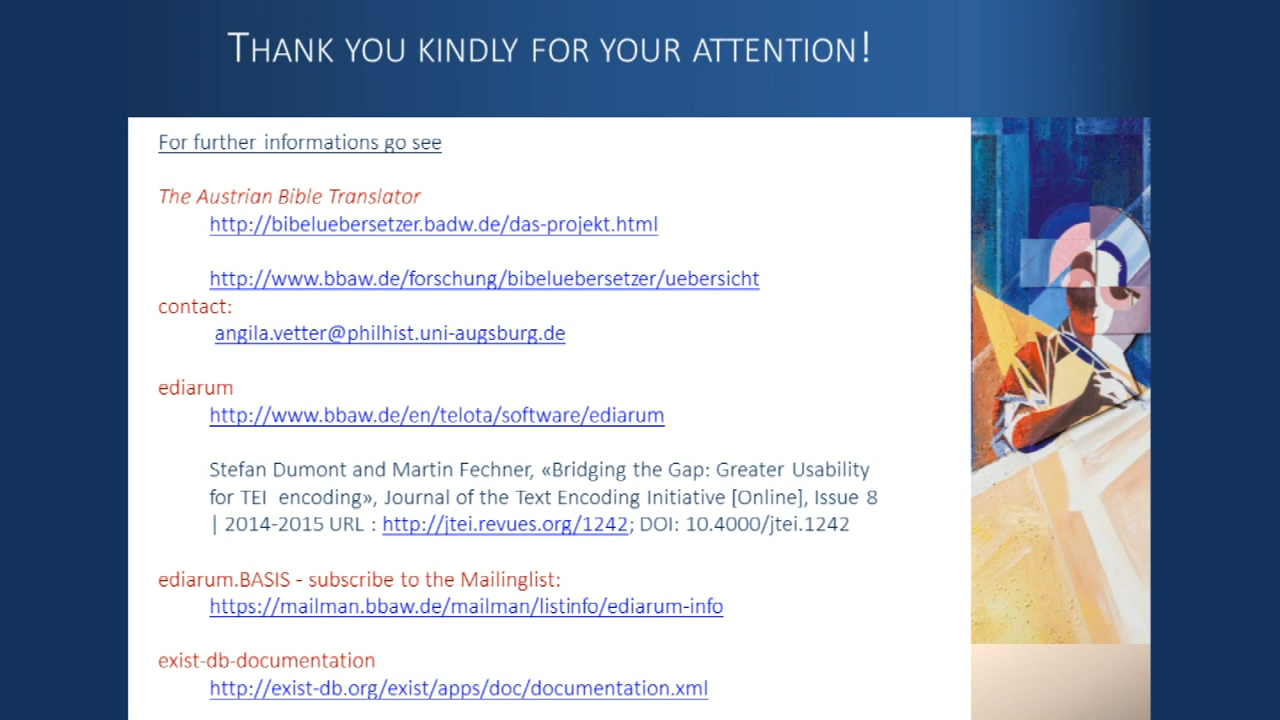 THANK YOU KINDLY FOR YOUR ATTENTION!
For further informations go see
The Austrian Bible Translator
http://bibeluebersetzer.badw.de/das-projekt.html
http://www.bbaw.de/forschung/bibeluebersetzer/uebersicht
contact:
angila.vetter@philhist.uni-augsburg.de
ediarum
http://www.bbaw.de/en/telota/software/ediarum
Stefan Dumont and Martin Fechner, «Bridging the Gap: Greater Usability
for TEI encoding», Journal of the Text Encoding Initiative [Online], Issue 8
| 2014-2015 URL : http://jtei.revues.org/1242; DOI: 10.4000/jtei.1242
ediarum.BASIS - subscribe to the Mailinglist:
https://mailman.bbaw.de/mailman/listinfo/ediarum-info
exist-db-documentation
http://exist-db.org/exist/apps/doc/documentation.xml